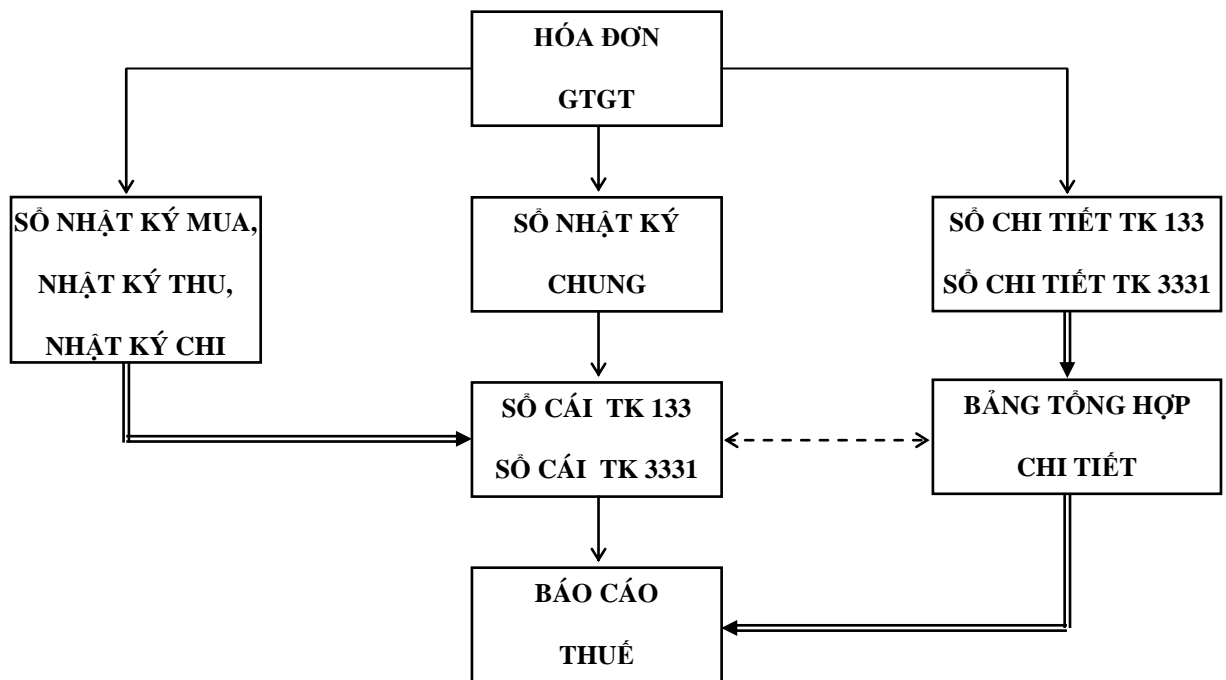 HÓA ĐƠN
GTGT
SỔ NHẬT KÝ MUA,
NHẬT KÝ THU,
NHẬT KÝ CHI
SỔ NHẬT KÝ
CHUNG
SỔ CHI TIẾT TK 133
SỔ CHI TIẾT TK 3331
SỔ CÁI TK 133
SỔ CÁI TK 3331
BẢNG TỔNG HỢP
CHI TIẾT
BÁO CÁO
THUẾ